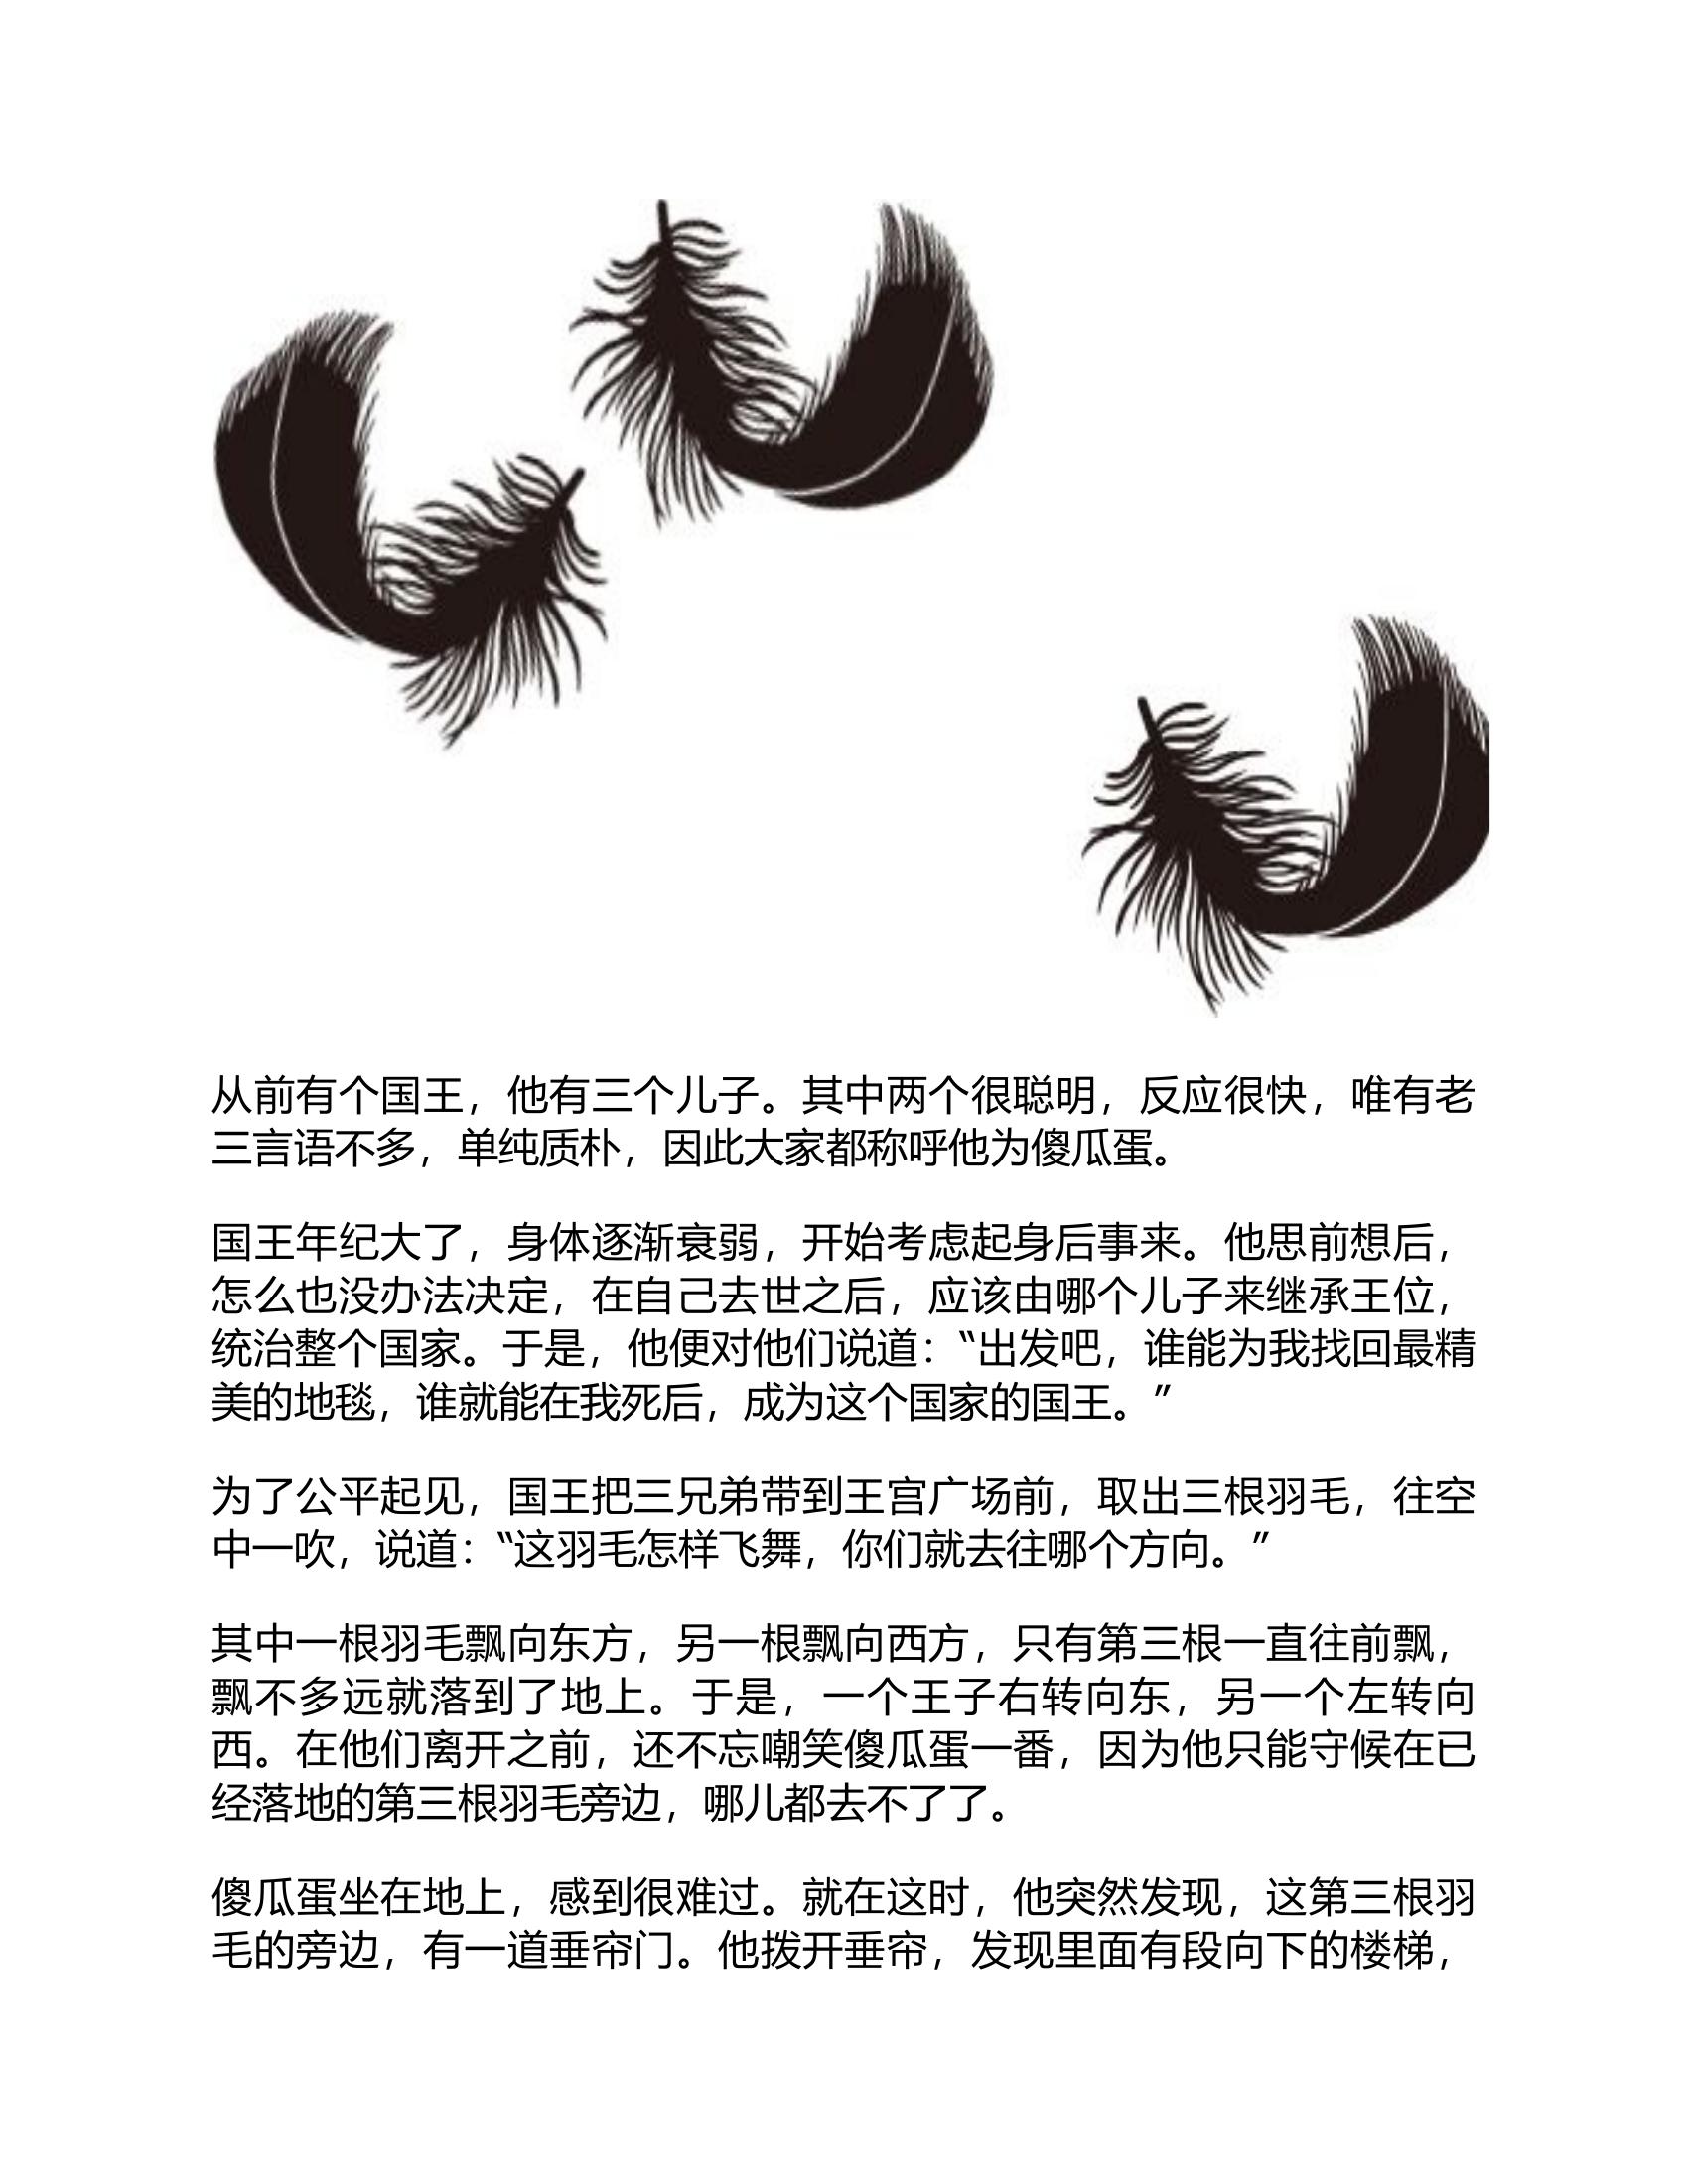 从前有个国王，他有三个儿子。其中两个很聪明，反应很快，唯有老
三言语不多，单纯质朴，因此大家都称呼他为傻瓜蛋。
国王年纪大了，身体逐渐衰弱，开始考虑起身后事来。他思前想后，
怎么也没办法决定，在自己去世之后，应该由哪个儿子来继承王位，
统治整个国家。于是，他便对他们说道：“出发吧，谁能为我找回最精
美的地毯，谁就能在我死后，成为这个国家的国王。”
为了公平起见，国王把三兄弟带到王宫广场前，取出三根羽毛，往空
中一吹，说道：“这羽毛怎样飞舞，你们就去往哪个方向。”
其中一根羽毛飘向东方，另一根飘向西方，只有第三根一直往前飘，
飘不多远就落到了地上。于是，一个王子右转向东，另一个左转向
西。在他们离开之前，还不忘嘲笑傻瓜蛋一番，因为他只能守候在已
经落地的第三根羽毛旁边，哪儿都去不了了。
傻瓜蛋坐在地上，感到很难过。就在这时，他突然发现，这第三根羽
毛的旁边，有一道垂帘门。他拨开垂帘，发现里面有段向下的楼梯，